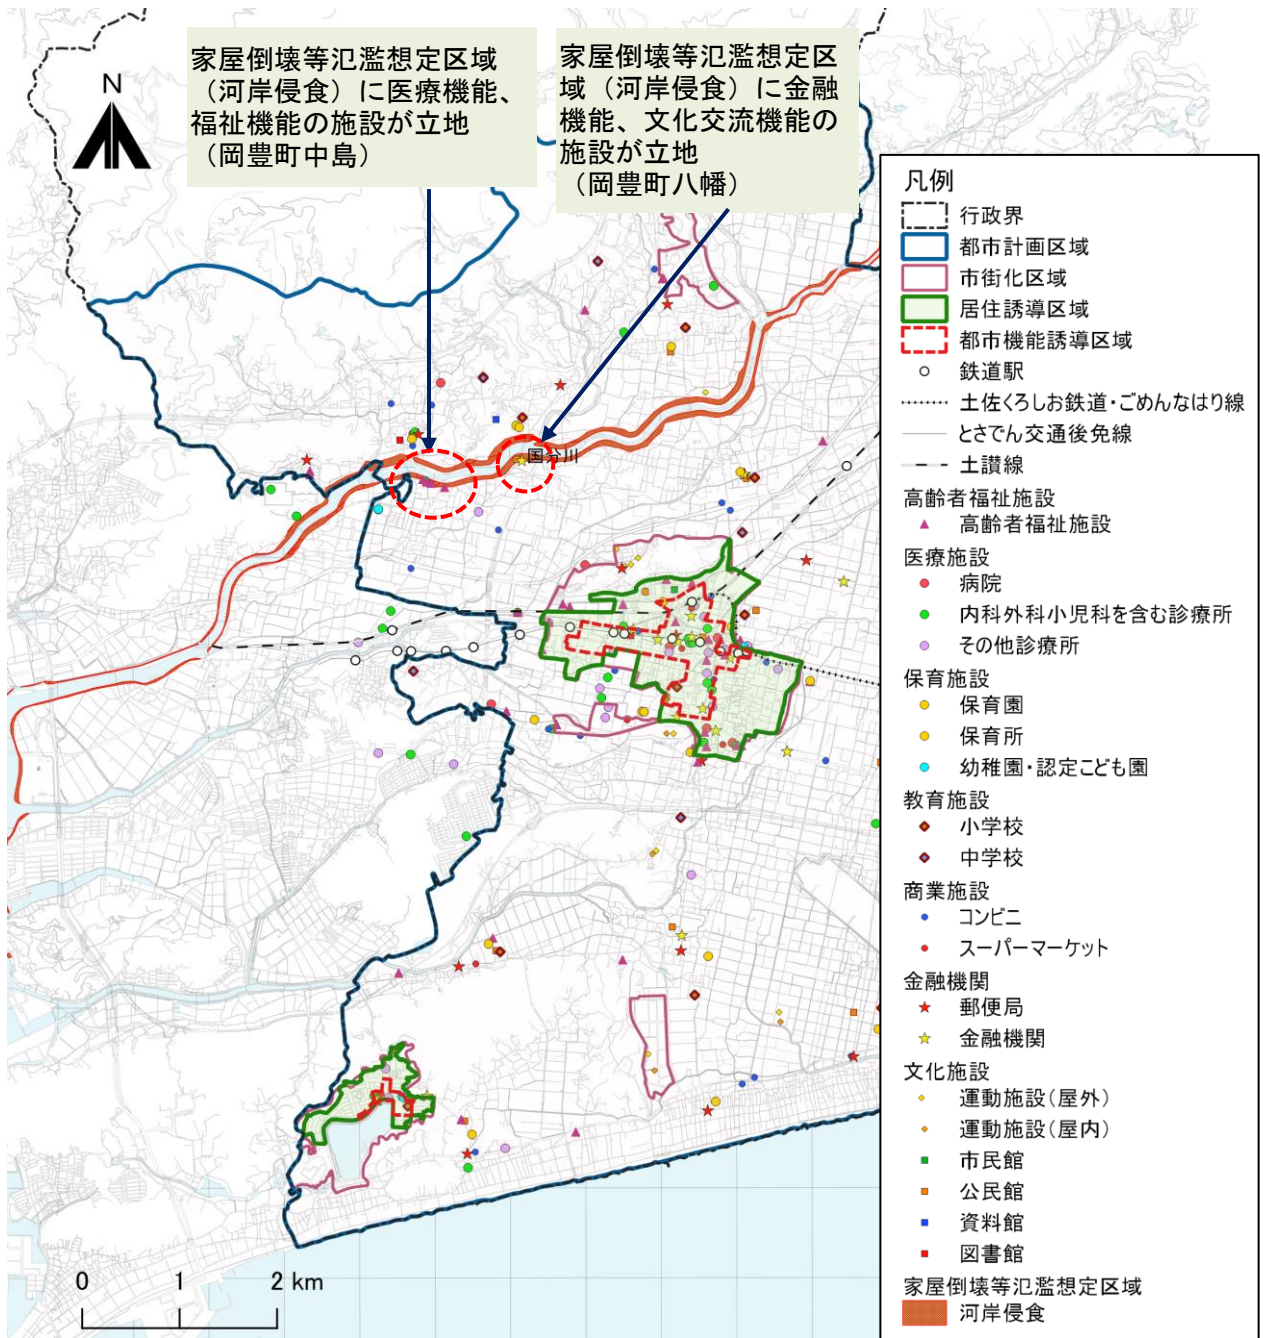 家屋倒壊等氾濫想定区域
（河岸侵食）に医療機能、
福祉機能の施設が立地
（岡豊町中島）
家屋倒壊等氾濫想定区
域（河岸侵食）に金融
機能、文化交流機能の
施設が立地
（岡豊町八幡）
N
国分川
凡例
行政界
都市計画区域
市街化区域
居住誘導区域
都市機能誘導区域
鉄道駅
土佐くろしお鉄道・ごめんなはり線
とさでん交通後免線
土讃線
高齢者福祉施設
高齢者福祉施設
医療施設
病院
内科外科小児科を含む診療所
その他診療所
保育施設
保育園
保育所
幼稚園・認定こども園
教育施設
小学校
中学校
商業施設
コンビニ
スーパーマーケット
金融機関
郵便局
金融機関
文化施設
運動施設（屋外）
運動施設（屋内）
市民館
公民館
資料館
図書館
家屋倒壊等氾濫想定区域
河岸侵食
0 1 2 km